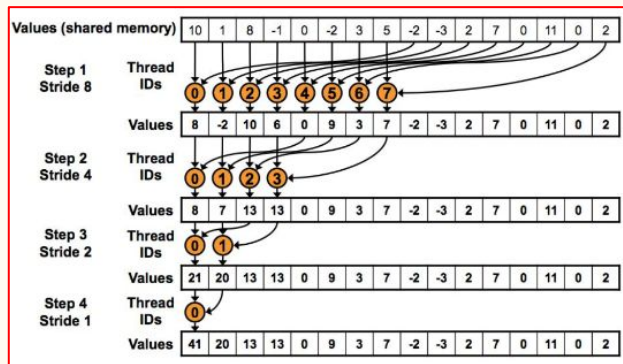 Values (shared memory) 10 1 8 -1 0 -2 3 5 -2 -3 2 7 0 11 0 2
Step 1 Thread
Stride 8 IDs 0 1 2 3 4 5 6 7
Values 8 -2 10 6 0 9 3 7 -2 -3 2 7 0 11 0 2
Step 2 Thread
Stride 4 IDs 0 1 2 3
Values 8 7 13 13 0 9 3 7 -2 -3 2 7 0 11 0 2
Step 3 Thread
Stride 2 IDs 0 1
Values 21 20 13 13 0 9 3 7 -2 -3 2 7 0 11 0 2
Step 4 Thread
Stride 1 IDs 0
Values 41 20 13 13 0 9 3 7 -2 -3 2 7 0 11 0 2